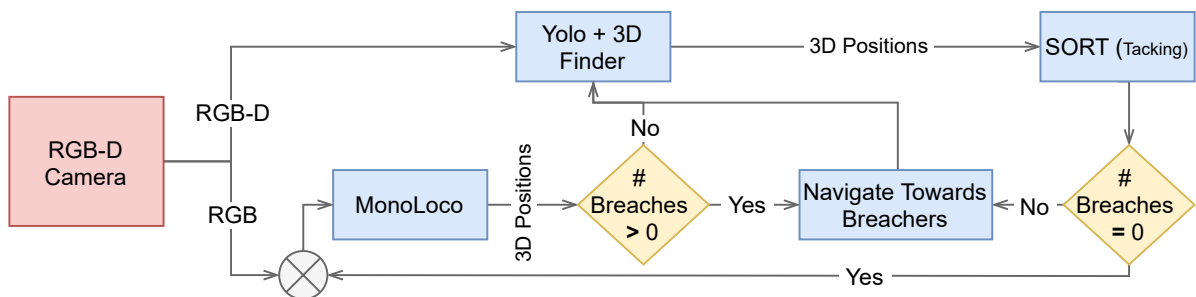 Yolo + 3D
Finder
3D Positions
SORT (Tacking)
RGB-D
RGB-D
Camera
No
3D Positions
RGB
MonoLoco
#
Breaches
> 0
Yes
Navigate Towards
Breachers
No
#
Breaches
= 0
Yes